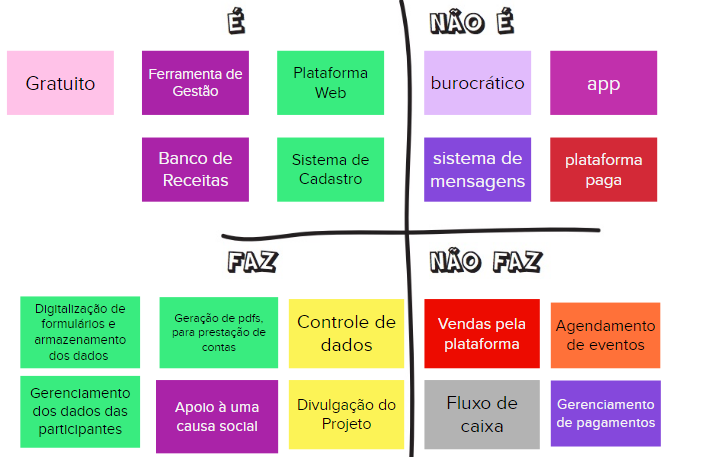 É
NÃO É
Gratuito
Ferramenta de
Gestão
Plataforma
Web
burocrático
app
Banco de
Receitas
Sistema de
Cadastro
sistema de
mensagens
plataforma
paga
FAZ
NÃO FAZ
Digitalização de
formulários e
armazenamento
dos dados
Geração de pdfs,
para prestação de
contas
Controle de
dados
Vendas pela
plataforma
Agendamento
de eventos
Gerenciamento
dos dados das
participantes
Apoio à uma
causa social
Divulgação do
Projeto
Fluxo de
caixa
Gerenciamento
de pagamentos